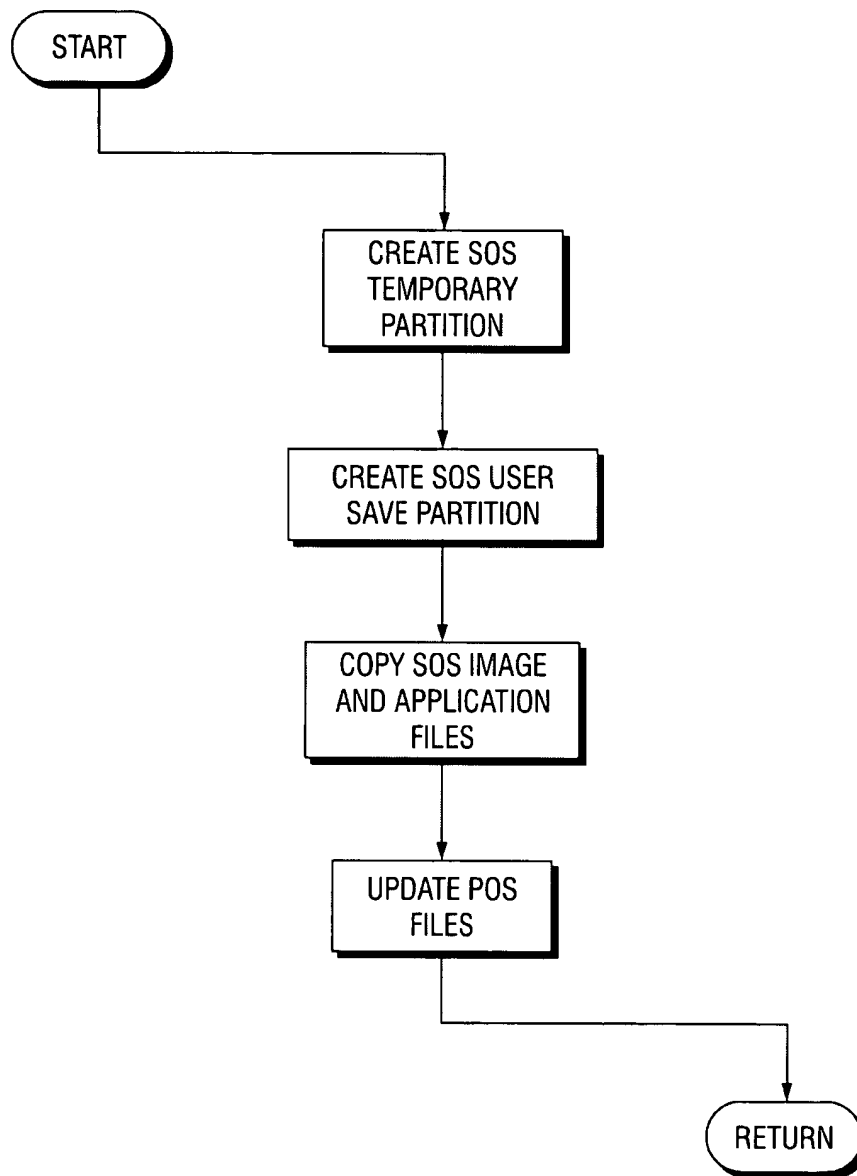 START
CREATE SOS
TEMPORARY
PARTITION
CREATE SOS USER
SAVE PARTITION
COPY SOS IMAGE
AND APPLICATION
FILES
UPDATE POS
FILES
RETURN